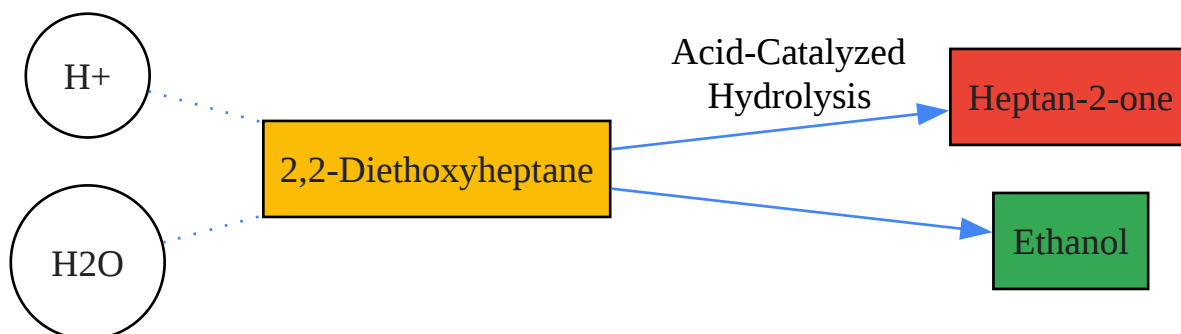 H+
H2O
2,2-Diethoxyheptane
Acid-Catalyzed
Hydrolysis
Heptan-2-one
Ethanol